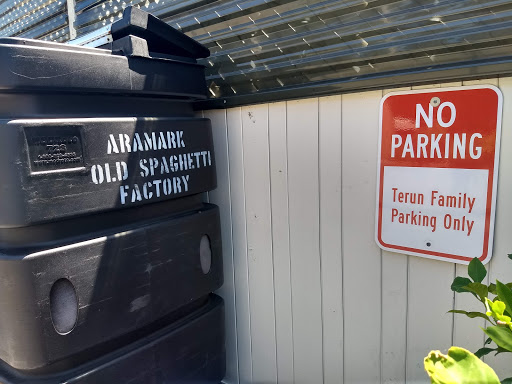 ARAMARK
OLD SPAGHETTI
FACTORY
NO
PARKING
Terun Family
Parking Only